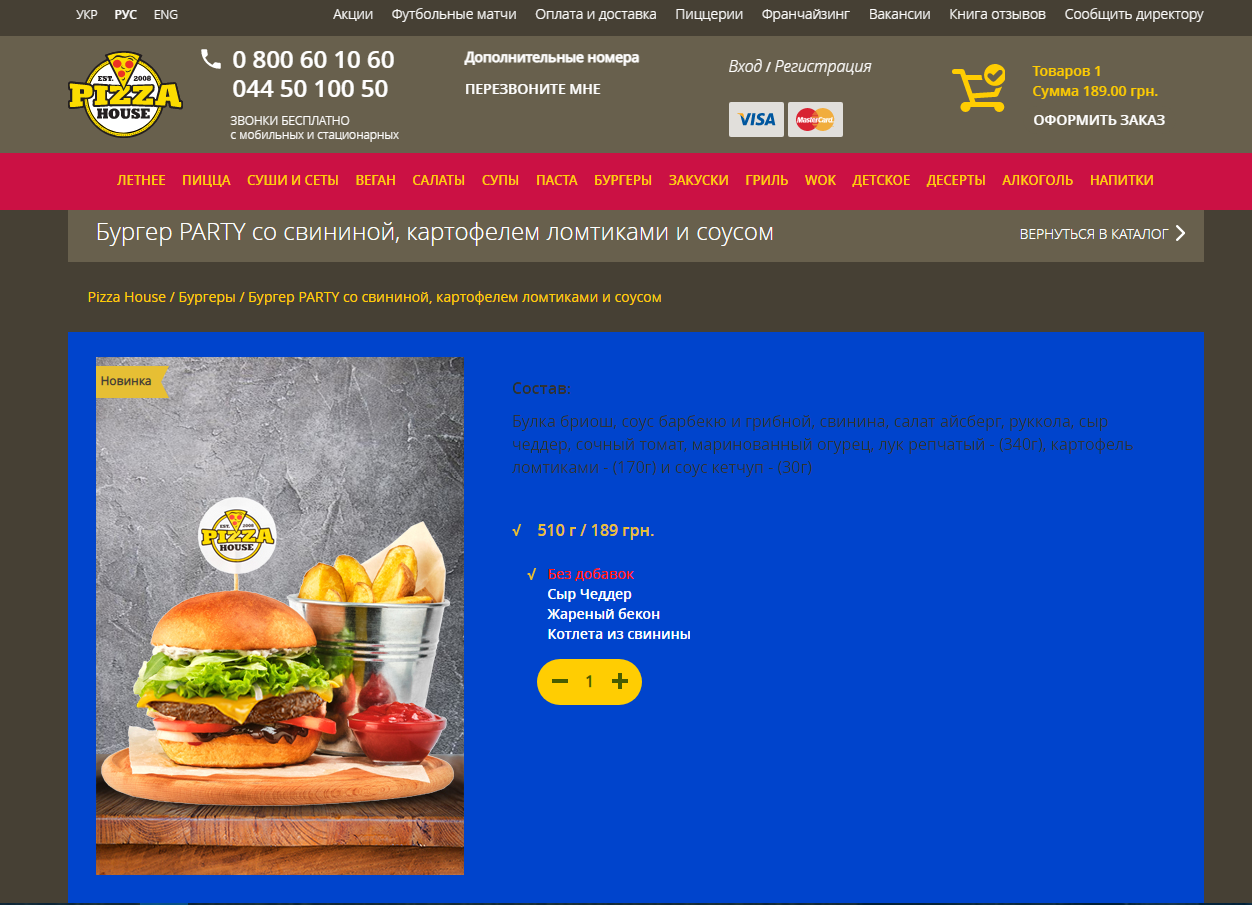 УКР РУС ENG Акции Футбольные матчи Оплата и доставка Пиццерии Франчайзинг Вакансии Книга отзывов Сообщить директору
EST. 2008
PIZZA
HOUSE
0 800 60 10 60
044 50 100 50
ЗВОНКИ БЕСПЛАТНО
с мобильных и стационарных
Дополнительные номера
ПЕРЕЗВОНИТЕ МНЕ
Вход / Регистрация
VISA MasterCard
Товаров 1
Сумма 189.00 грн.
ОФОРМИТЬ ЗАКАЗ
ЛЕТНЕЕ ПИЦЦА СУШИ И СЕТЫ ВЕГАН САЛАТЫ СУПЫ ПАСТА БУРГЕРЫ ЗАКУСКИ ГРИЛЬ WOK ДЕТСКОЕ ДЕСЕРТЫ АЛКОГОЛЬ НАПИТКИ
Бургер PARTY со свининой, картофелем ломтиками и соусом ВЕРНУТЬСЯ В КАТАЛОГ
Pizza House / Бургеры / Бургер PARTY со свининой, картофелем ломтиками и соусом
Новинка
EST. 2008
PIZZA
HOUSE
Состав:
Булка бриош, соус барбекю и грибной, свинина, салат айсберг, руккола, сыр
чеддер, сочный томат, маринованный огурец, лук репчатый - (340г), картофель
ломтиками - (170г) и соус кетчуп - (30г)
√ 510 г / 189 грн.
√ Без добавок
Сыр Чеддер
Жареный бекон
Котлета из свинины
1